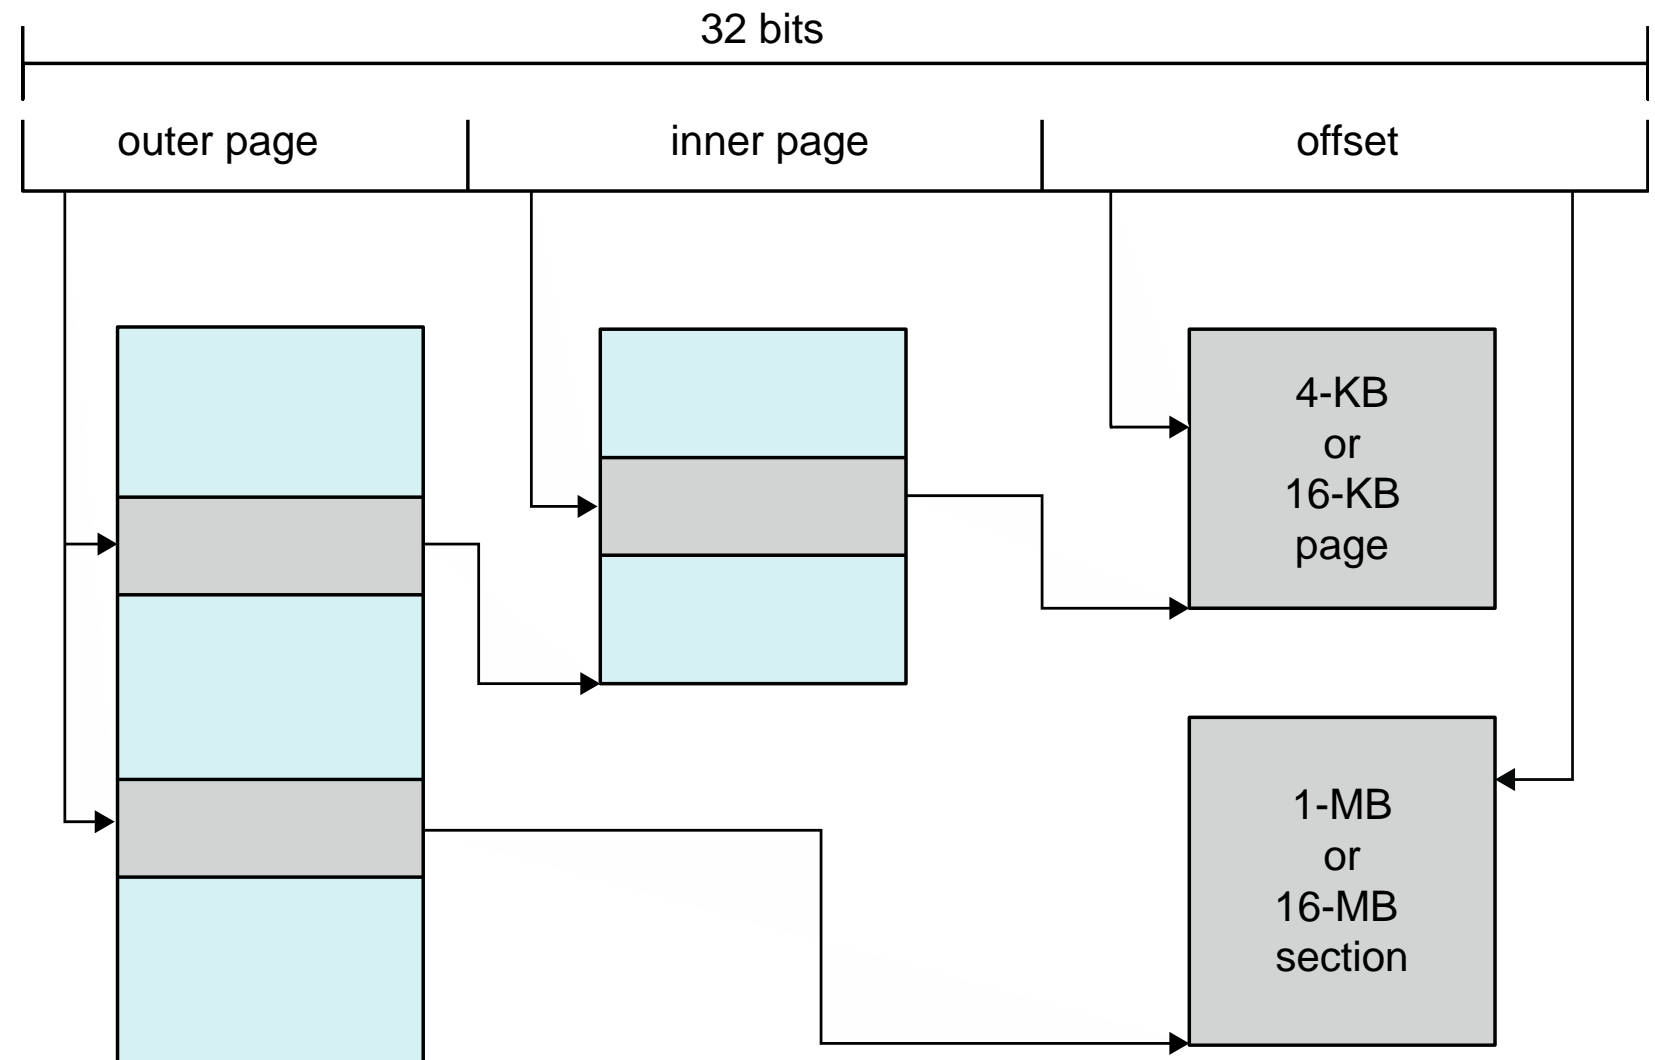 32 bits
outer page
inner page
offset
4-KB
or
16-KB
page
1-MB
or
16-MB
section